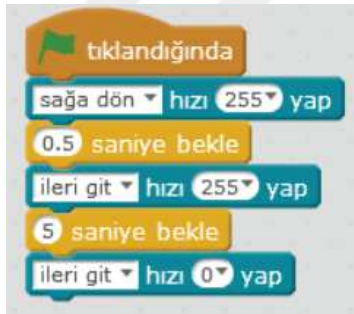 tıklandığında
sağa dön hızı 255 yap
0.5 saniye bekle
ileri git hızı 255 yap
5 saniye bekle
ileri git hızı 0 yap